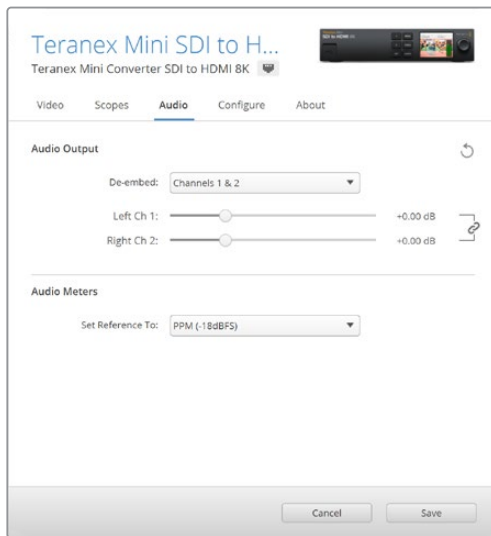 Teranex Mini SDI to H...
Teranex Mini Converter SDI to HDMI 8K
Video Scopes Audio Configure About
Audio Output
De-embed: Channels 1 & 2
Left Ch 1: +0.00 dB
Right Ch 2: +0.00 dB
Audio Meters
Set Reference To: PPM (-18dBFS)
Cancel Save